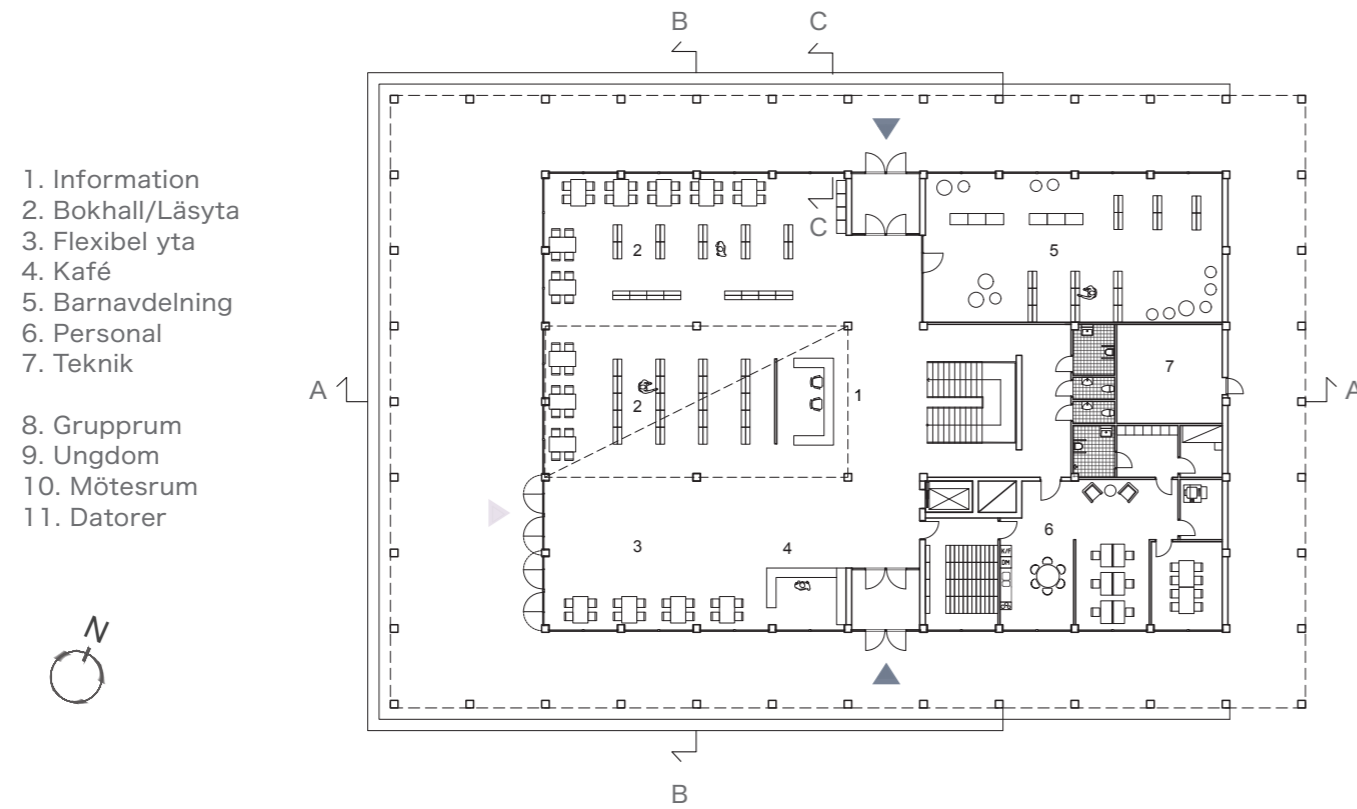 B
C
1. Information
2. Bokhall/Läsyta
3. Flexibel yta
4. Kafé
5. Barnavdelning
6. Personal
7. Teknik
8. Grupprum
9. Ungdom
10. Mötesrum
11. Datorer
C
2
5
A
2
1
7
A
3
4
6
K/F
DM
N
B